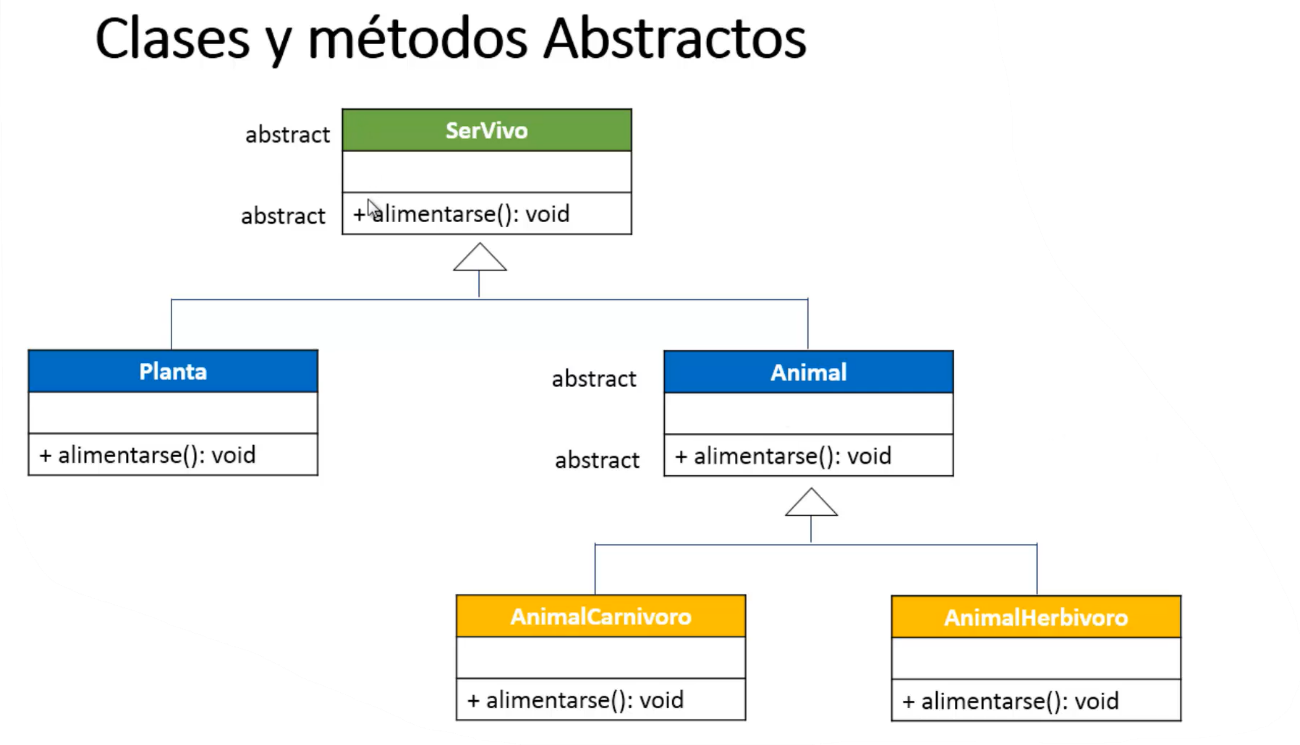 Clases y métodos Abstractos
abstract
SerVivo
abstract
+ alimentarse(): void
Planta
+ alimentarse(): void
abstract
Animal
abstract
+ alimentarse(): void
AnimalCarnivoro
+ alimentarse(): void
AnimalHerbivoro
+ alimentarse(): void